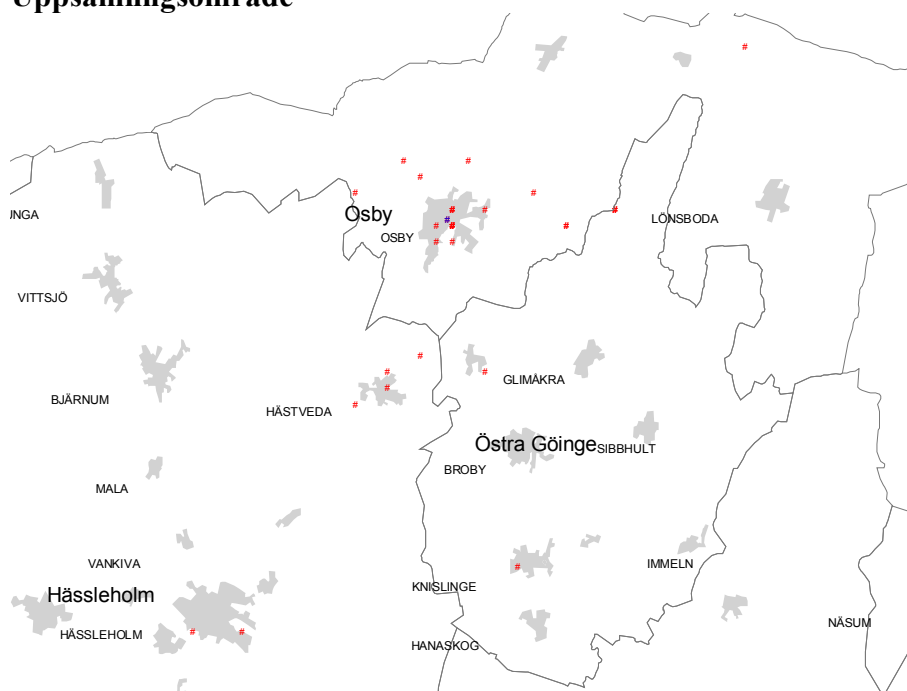 Uppsamlingsområde
JNGA
Osby
LÖNSBODA
OSBY
VITTSJÖ
GLIMÅKRA
BJÄRNUM
HÄSTVEDA
Östra Göinge
SIBBHULT
BROBY
MALA
VANKIVA
IMMELN
KNISLINGE
Hässleholm
NÄSUM
HÄSSLEHOLM
HANASKOG